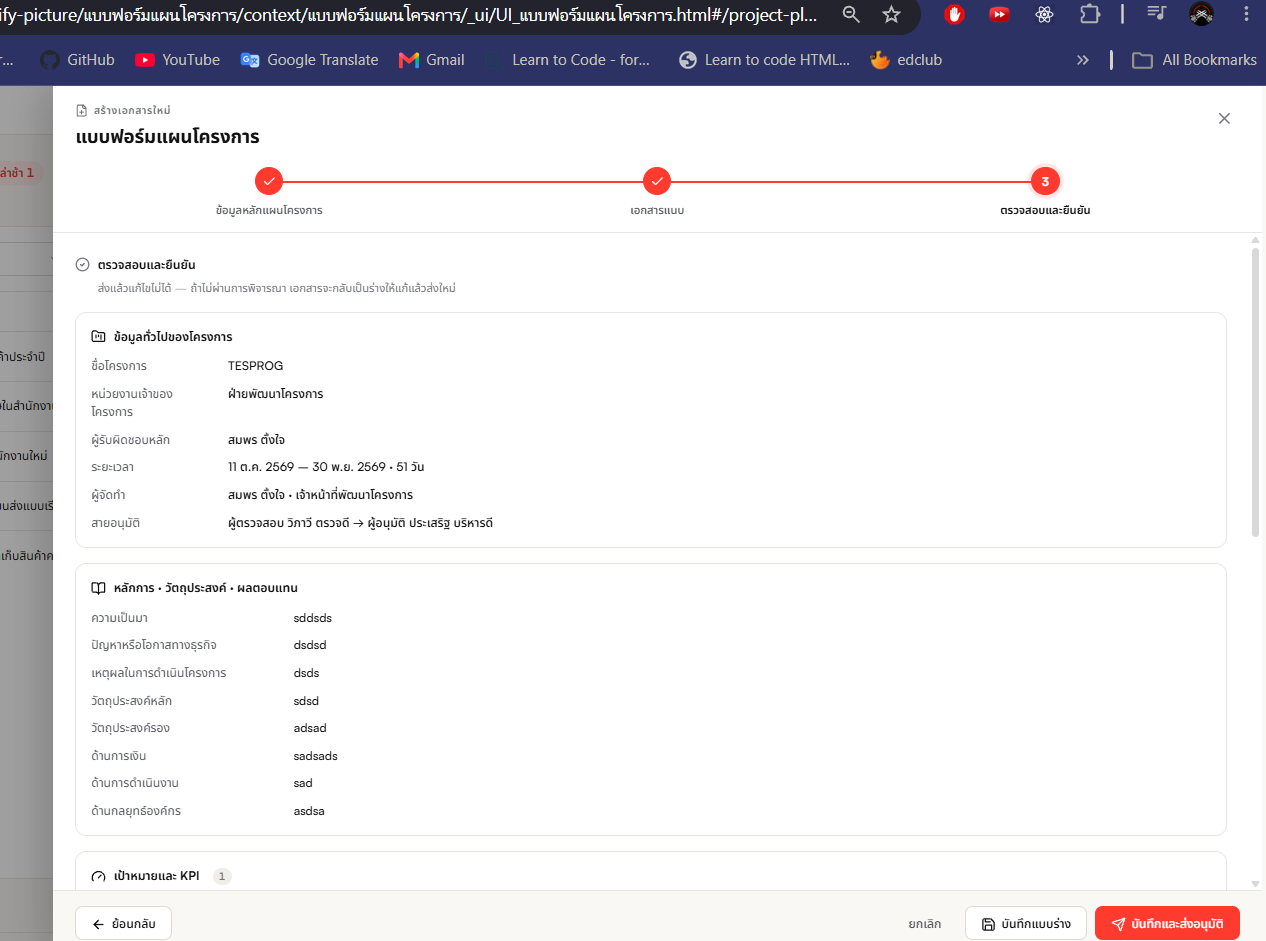 ify-picture/แบบฟอร์มแผนโครงการ/context/แบบฟอร์มแผนโครงการ/_ui/UI_แบบฟอร์มแผนโครงการ.html#/project-pl...
GitHub YouTube Google Translate Gmail Learn to Code - for... Learn to code HTML... edclub All Bookmarks
สร้างเอกสารใหม่
แบบฟอร์มแผนโครงการ
ล่าช้า 1
3
ข้อมูลหลักแผนโครงการ เอกสารแนบ ตรวจสอบและยืนยัน
ตรวจสอบและยืนยัน
ส่งแล้วแก้ไขไม่ได้ — ถ้าไม่ผ่านการพิจารณา เอกสารจะกลับเป็นร่างให้แก้แล้วส่งใหม่
ข้อมูลทั่วไปของโครงการ
ชื่อโครงการ TESPROG
หน่วยงานเจ้าของโครงการ ฝ่ายพัฒนาโครงการ
ผู้รับผิดชอบหลัก สมพร ตั้งใจ
ระยะเวลา 11 ต.ค. 2569 — 30 พ.ย. 2569 • 51 วัน
ผู้จัดทำ สมพร ตั้งใจ • เจ้าหน้าที่พัฒนาโครงการ
สายอนุมัติ ผู้ตรวจสอบ วิภาวี ตรวจดี → ผู้อนุมัติ ประเสริฐ บริหารดี
หลักการ • วัตถุประสงค์ • ผลตอบแทน
ความเป็นมา sddsds
ปัญหาหรือโอกาสทางธุรกิจ dsdsd
เหตุผลในการดำเนินโครงการ dsds
วัตถุประสงค์หลัก sdsd
วัตถุประสงค์รอง adsad
ด้านการเงิน sadsads
ด้านการดำเนินงาน sad
ด้านกลยุทธ์องค์กร asdsa
เป้าหมายและ KPI 1
ย้อนกลับ ยกเลิก บันทึกแบบร่าง บันทึกและส่งอนุมัติ